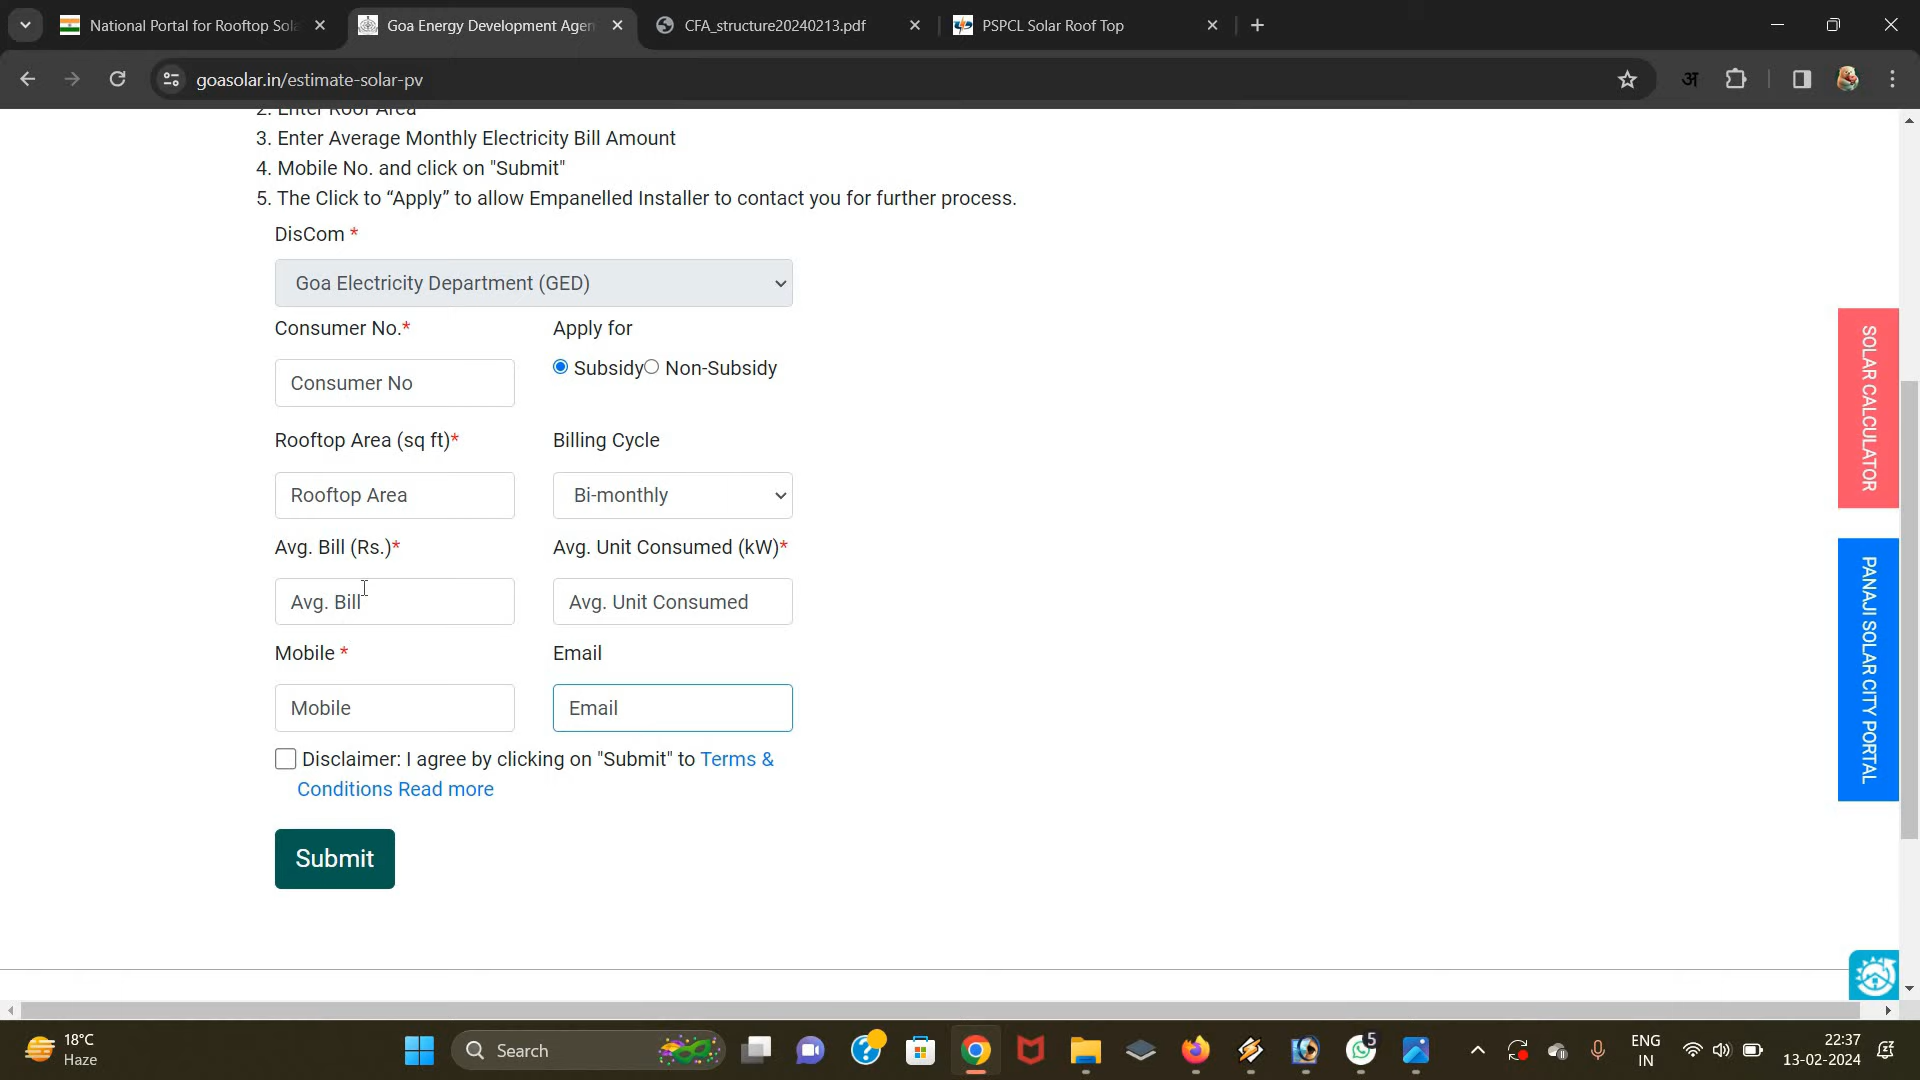 National Portal for Rooftop Sola
Goa Energy Development Agen
CFA_structure20240213.pdf
PSPCL Solar Roof Top
goasolar.in/estimate-solar-pv
अ
2. Enter Roof Area
3. Enter Average Monthly Electricity Bill Amount
4. Mobile No. and click on "Submit"
5. The Click to “Apply” to allow Empanelled Installer to contact you for further process.
DisCom *
Goa Electricity Department (GED)
Consumer No.* Apply for
Consumer No Subsidy Non-Subsidy
Rooftop Area (sq ft)* Billing Cycle
Rooftop Area Bi-monthly
Avg. Bill (Rs.)* Avg. Unit Consumed (kW)*
Avg. Bill Avg. Unit Consumed
Mobile * Email
Mobile Email
Disclaimer: I agree by clicking on "Submit" to Terms &
Conditions Read more
Submit
SOLAR CALCULATOR
PANAJI SOLAR CITY PORTAL
18°C
Haze
Search
5
ENG
IN
22:37
13-02-2024